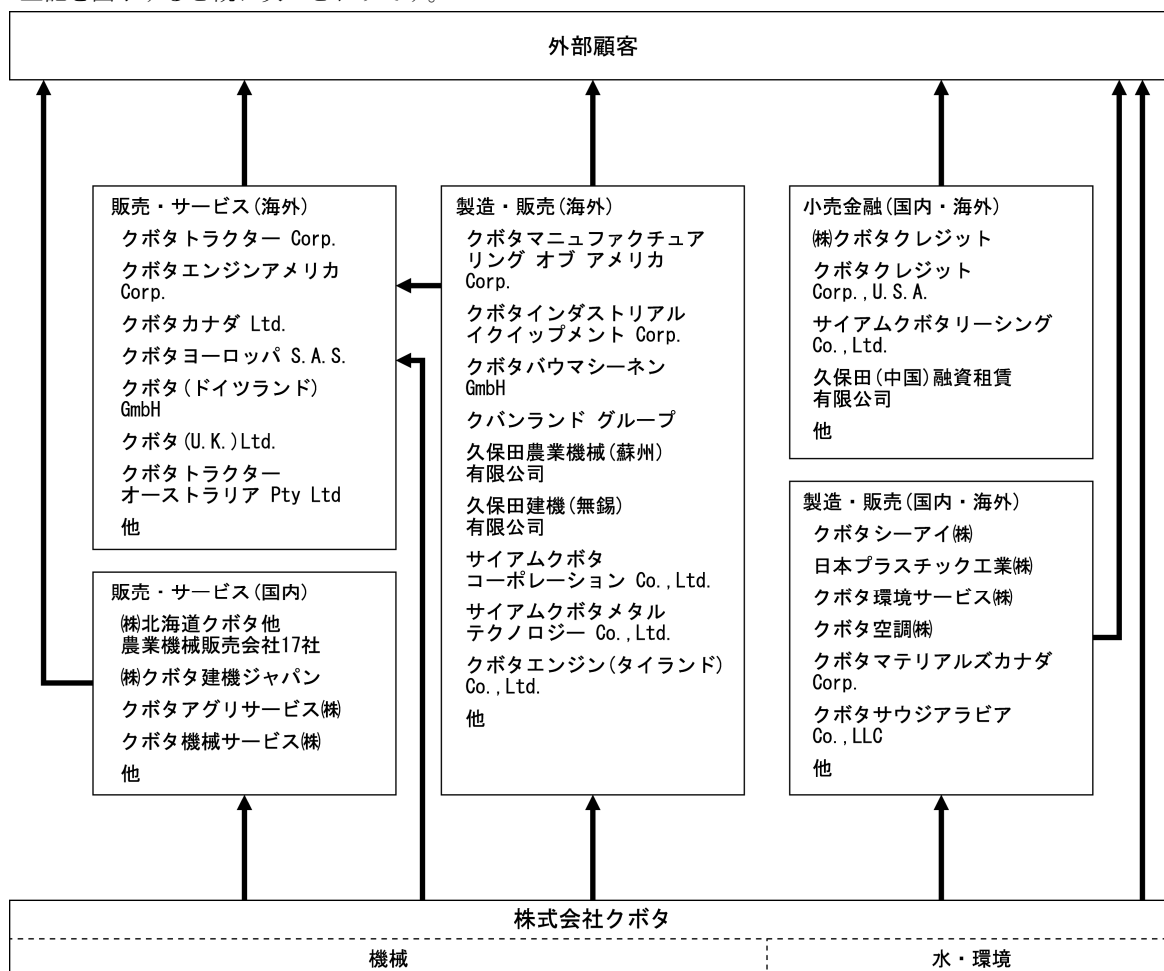 外部顧客
販売・サービス(海外)
クボタトラクター Corp.
クボタエンジンアメリカ
Corp.
クボタカナダ Ltd.
クボタヨーロッパ S.A.S.
クボタ(ドイツランド)
GmbH
クボタ(U.K.)Ltd.
クボタトラクター
オーストラリア Pty Ltd
他
販売・サービス(国内)
㈱北海道クボタ他
農業機械販売会社17社
㈱クボタ建機ジャパン
クボタアグリサービス㈱
クボタ機械サービス㈱
他
製造・販売(海外)
クボタマニュファクチュア
リング オブ アメリカ
Corp.
クボタインダストリアル
イクイップメント Corp.
クボタバウマシーネン
GmbH
クバンランド グループ
久保田農業機械(蘇州)
有限公司
久保田建機(無錫)
有限公司
サイアムクボタ
コーポレーション Co.,Ltd.
サイアムクボタメタル
テクノロジー Co.,Ltd.
クボタエンジン(タイランド)
Co.,Ltd.
他
小売金融(国内・海外)
㈱クボタクレジット
クボタクレジット
Corp.,U.S.A.
サイアムクボタリーシング
Co.,Ltd.
久保田(中国)融資租賃
有限公司
他
製造・販売(国内・海外)
クボタシーアイ㈱
日本プラスチック工業㈱
クボタ環境サービス㈱
クボタ空調㈱
クボタマテリアルズカナダ
Corp.
クボタサウジアラビア
Co.,LLC
他
株式会社クボタ
機械
水・環境